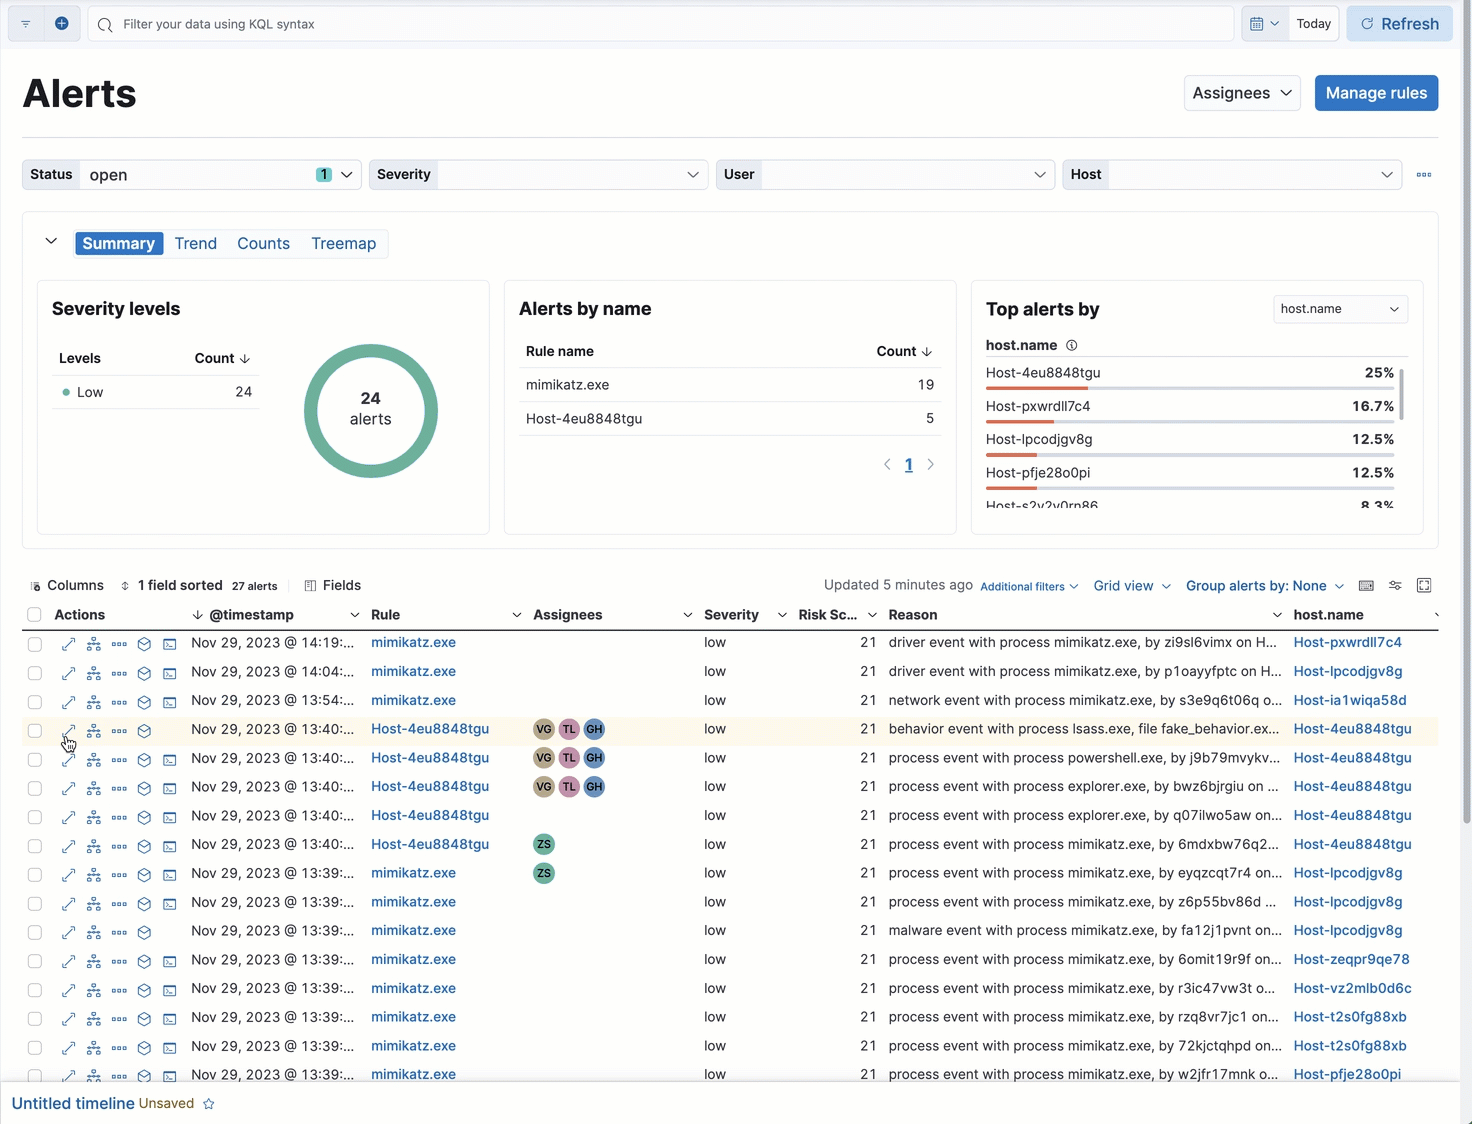 Filter your data using KQL syntax
Today
Refresh
Alerts
Assignees
Manage rules
Status open 1
Severity
User
Host
Summary Trend Counts Treemap
Severity levels
Levels Count
Low 24
24
alerts
Alerts by name
Rule name Count
mimikatz.exe 19
Host-4eu8848tgu 5
1
Top alerts by host.name
host.name
Host-4eu8848tgu 25%
Host-pxwrdll7c4 16.7%
Host-lpcodjgv8g 12.5%
Host-pfje28o0pi 12.5%
Host-s2v2v0rn86 8.3%
Columns 1 field sorted 27 alerts Fields Updated 5 minutes ago Additional filters Grid view Group alerts by: None
Actions @timestamp Rule Assignees Severity Risk Sc... Reason host.name
Nov 29, 2023 @ 14:19:... mimikatz.exe low 21 driver event with process mimikatz.exe, by zi9sl6vimx on H... Host-pxwrdll7c4
Nov 29, 2023 @ 14:04:... mimikatz.exe low 21 driver event with process mimikatz.exe, by p1oayyfptc on H... Host-lpcodjgv8g
Nov 29, 2023 @ 13:54:... mimikatz.exe low 21 network event with process mimikatz.exe, by s3e9q6t06q o... Host-ia1wiqa58d
Nov 29, 2023 @ 13:40:... Host-4eu8848tgu VG TL GH low 21 behavior event with process lsass.exe, file fake_behavior.ex... Host-4eu8848tgu
Nov 29, 2023 @ 13:40:... Host-4eu8848tgu VG TL GH low 21 process event with process powershell.exe, by j9b79mvykv... Host-4eu8848tgu
Nov 29, 2023 @ 13:40:... Host-4eu8848tgu VG TL GH low 21 process event with process explorer.exe, by bwz6bjrgiu on ... Host-4eu8848tgu
Nov 29, 2023 @ 13:40:... Host-4eu8848tgu low 21 process event with process explorer.exe, by q07ilwo5aw on... Host-4eu8848tgu
Nov 29, 2023 @ 13:40:... Host-4eu8848tgu ZS low 21 process event with process mimikatz.exe, by 6mdxbw76q2... Host-4eu8848tgu
Nov 29, 2023 @ 13:39:... mimikatz.exe ZS low 21 process event with process mimikatz.exe, by eyqzcqt7r4 on... Host-lpcodjgv8g
Nov 29, 2023 @ 13:39:... mimikatz.exe low 21 process event with process mimikatz.exe, by z6p55bv86d ... Host-lpcodjgv8g
Nov 29, 2023 @ 13:39:... mimikatz.exe low 21 malware event with process mimikatz.exe, by fa12j1pvnt on... Host-lpcodjgv8g
Nov 29, 2023 @ 13:39:... mimikatz.exe low 21 process event with process mimikatz.exe, by 6omit19r9f on... Host-zeqpr9qe78
Nov 29, 2023 @ 13:39:... mimikatz.exe low 21 process event with process mimikatz.exe, by r3ic47vw3t o... Host-vz2mlb0d6c
Nov 29, 2023 @ 13:39:... mimikatz.exe low 21 process event with process mimikatz.exe, by rzq8vr7jc1 on... Host-t2s0fg88xb
Nov 29, 2023 @ 13:39:... mimikatz.exe low 21 process event with process mimikatz.exe, by 72kjctqhpd on... Host-t2s0fg88xb
Nov 29, 2023 @ 13:39:... mimikatz.exe low 21 process event with process mimikatz.exe, by w2jfr17mnk o... Host-pfje28o0pi
Untitled timeline Unsaved